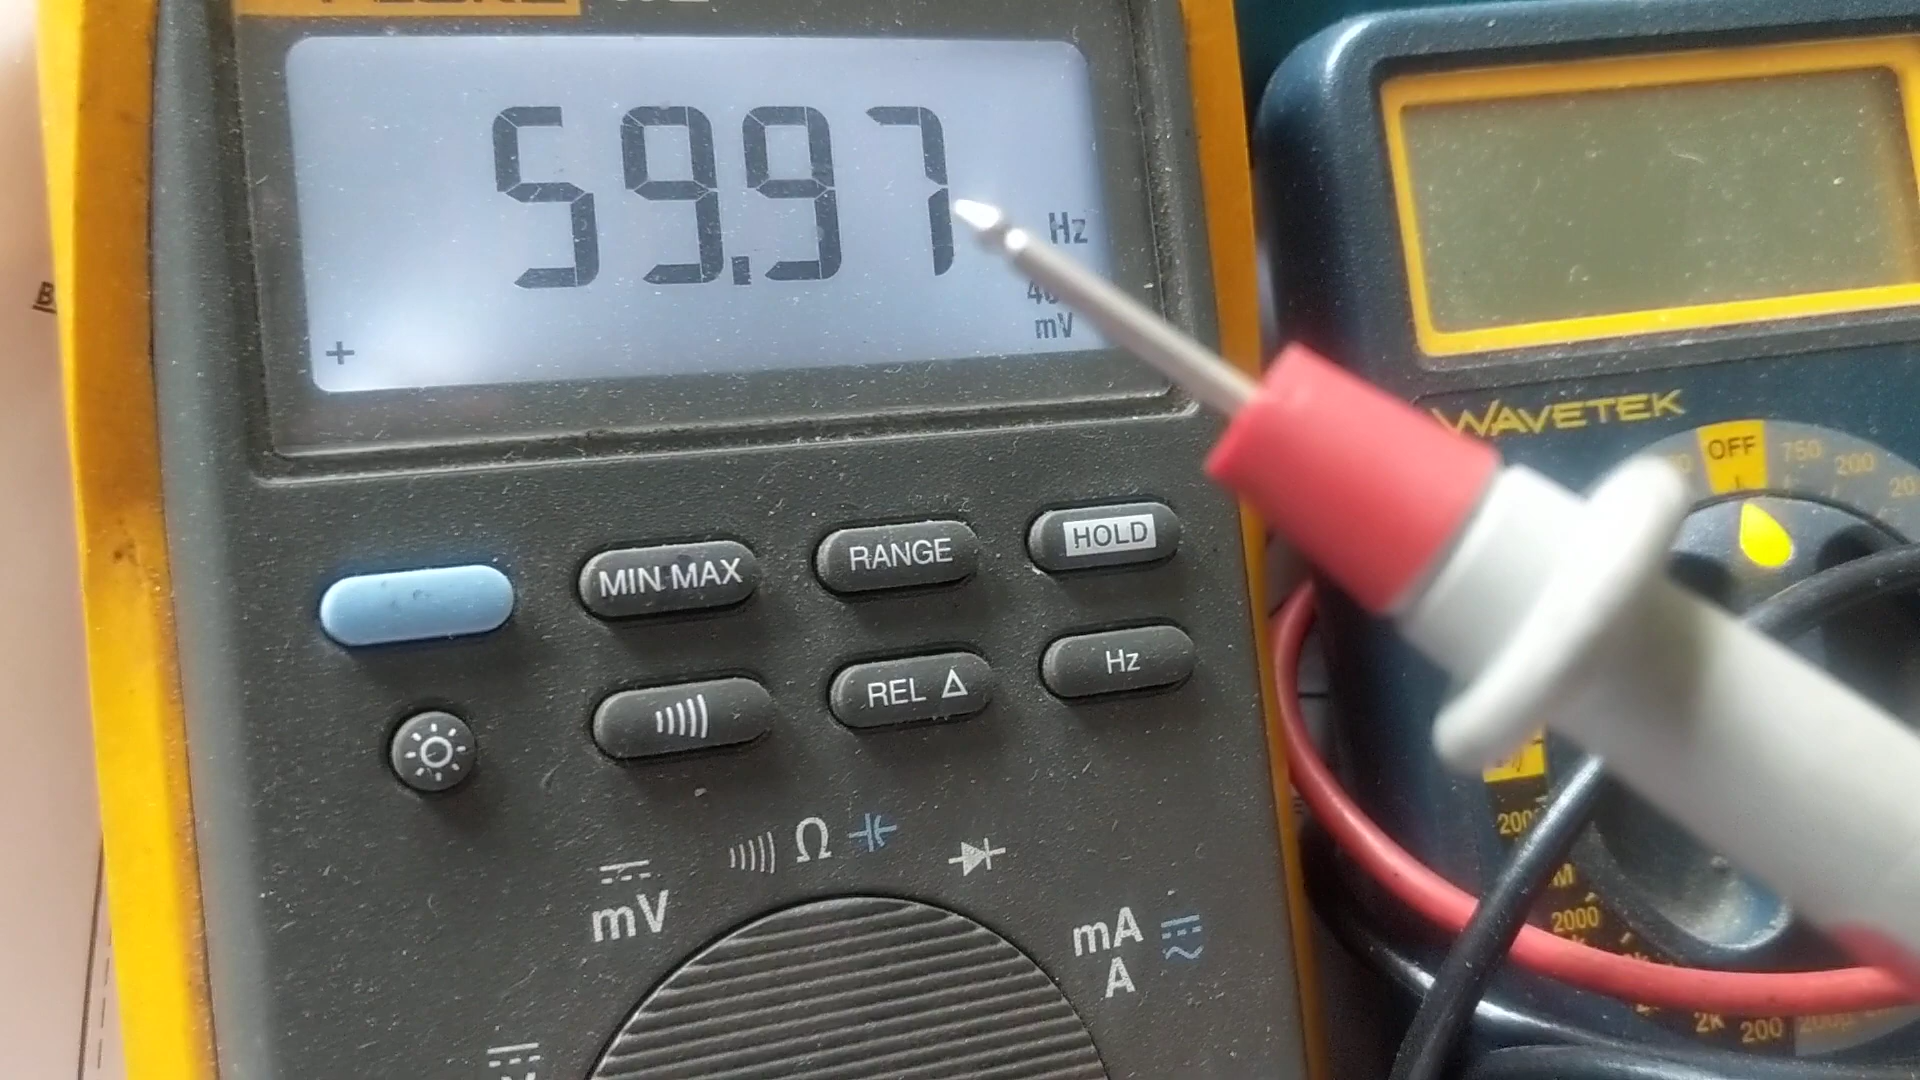 59.97
Hz
mV
+
WAVETEK
OFF
750
200
MIN MAX
RANGE
HOLD
REL Δ
Hz
Ω
mV
mA
A
2000
2K
200